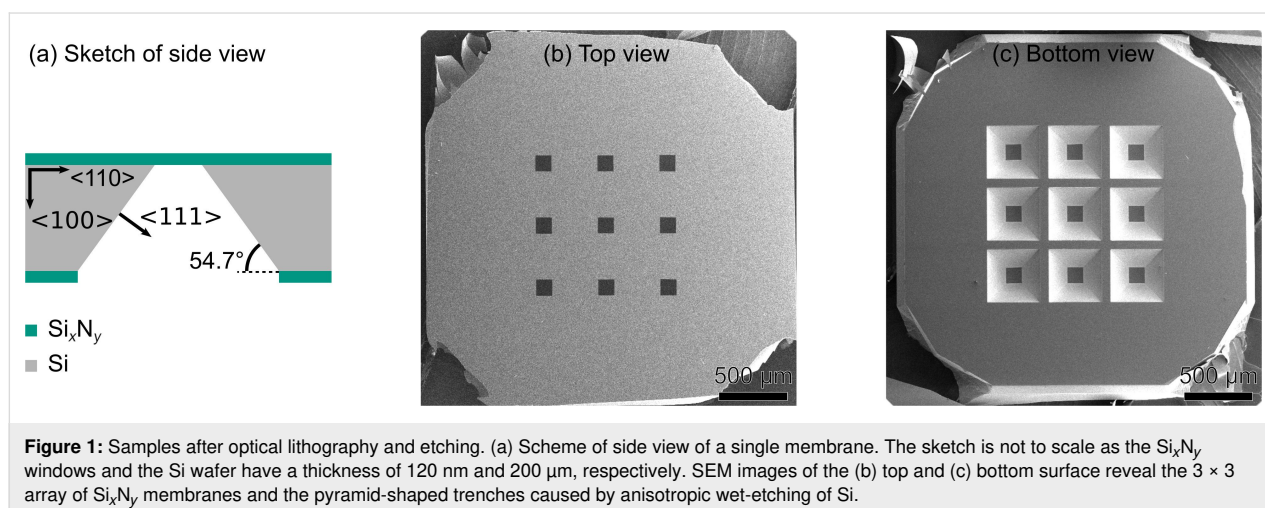 (a) Sketch of side view
(b) Top view
(c) Bottom view
<110>
<100>
<111>
54.7°
SixNy
Si
500 µm
500 µm
Figure 1: Samples after optical lithography and etching. (a) Scheme of side view of a single membrane. The sketch is not to scale as the SixNy
windows and the Si wafer have a thickness of 120 nm and 200 µm, respectively. SEM images of the (b) top and (c) bottom surface reveal the 3 × 3
array of SixNy membranes and the pyramid-shaped trenches caused by anisotropic wet-etching of Si.